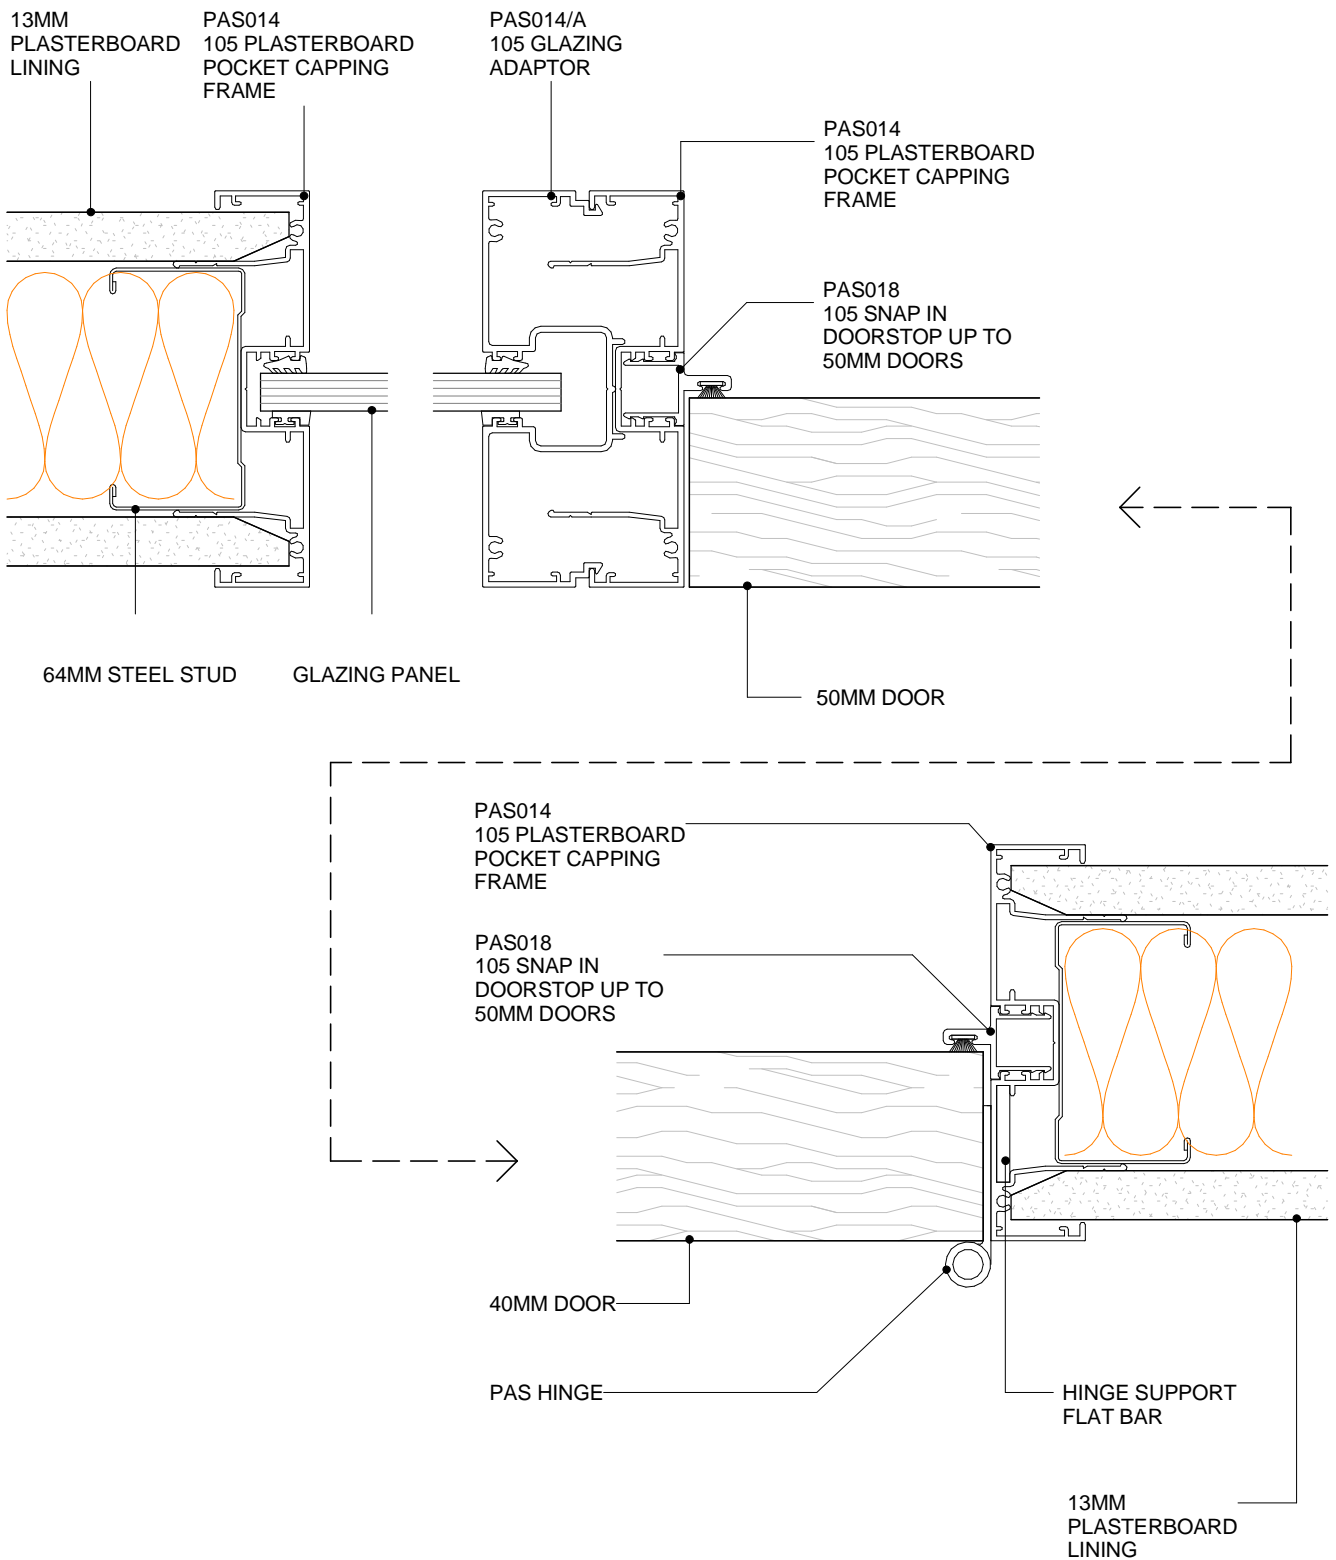 13MM
PLASTERBOARD
LINING
PAS014
105 PLASTERBOARD
POCKET CAPPING
FRAME
PAS014/A
105 GLAZING
ADAPTOR
PAS014
105 PLASTERBOARD
POCKET CAPPING
FRAME
PAS018
105 SNAP IN
DOORSTOP UP TO
50MM DOORS
64MM STEEL STUD
GLAZING PANEL
50MM DOOR
PAS014
105 PLASTERBOARD
POCKET CAPPING
FRAME
PAS018
105 SNAP IN
DOORSTOP UP TO
50MM DOORS
40MM DOOR
PAS HINGE
HINGE SUPPORT
FLAT BAR
13MM
PLASTERBOARD
LINING